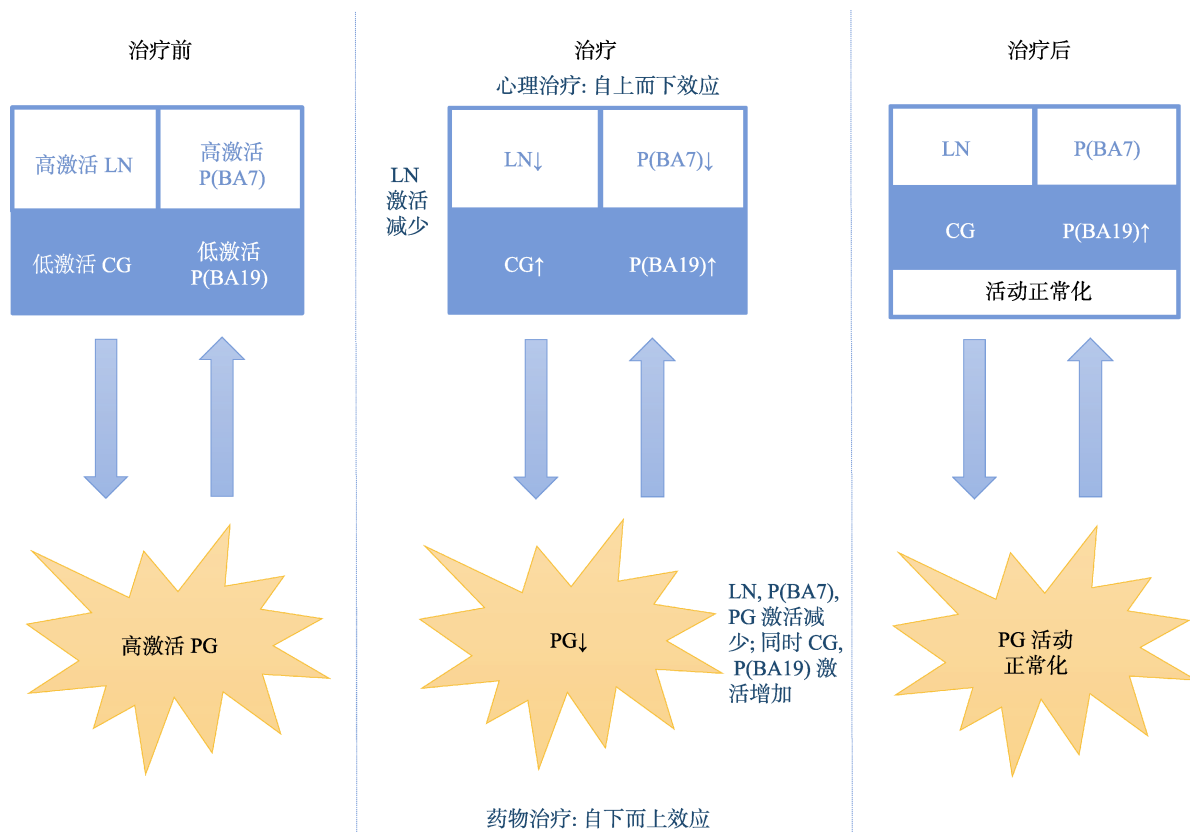 治疗前
高激活 LN
高激活
P(BA7)
低激活 CG
低激活
P(BA19)
高激活 PG
治疗
心理治疗: 自上而下效应
LN
激活
减少
LN↓
P(BA7)↓
CG↑
P(BA19)↑
PG↓
LN, P(BA7),
PG 激活减
少; 同时 CG,
P(BA19) 激
活增加
药物治疗: 自下而上效应
治疗后
LN
P(BA7)
CG
P(BA19)↑
活动正常化
PG 活动
正常化